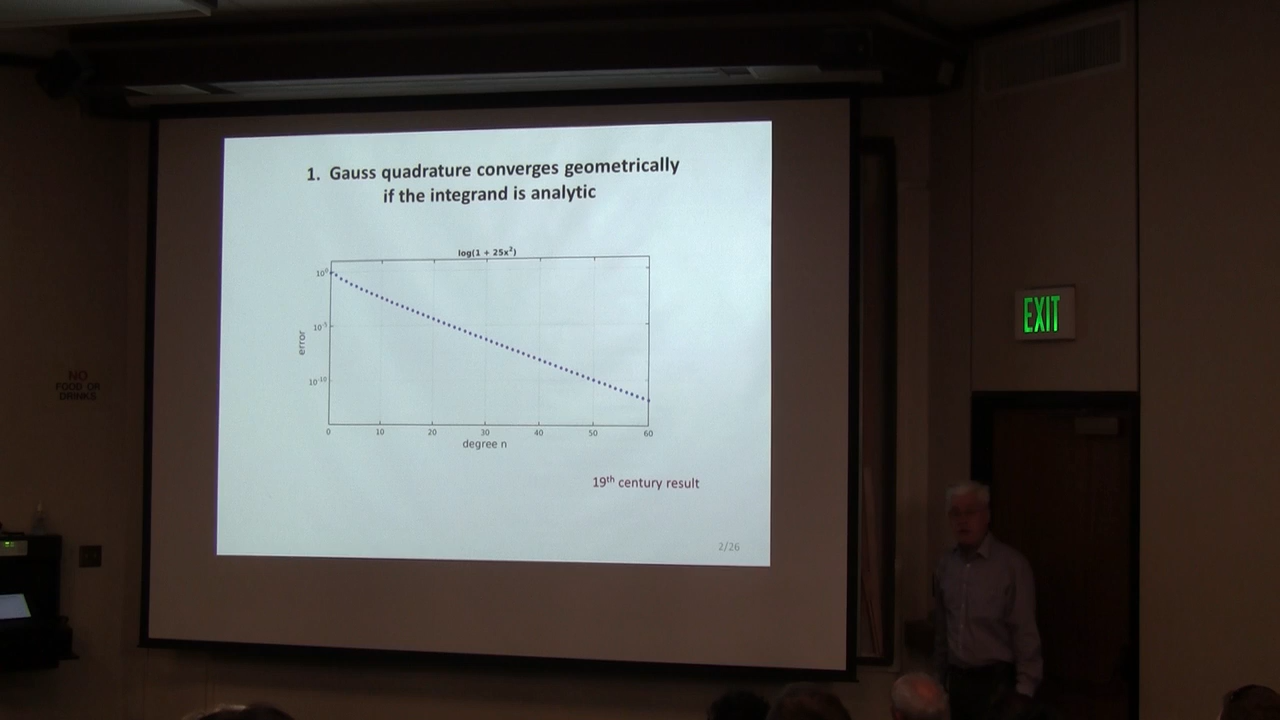 1. Gauss quadrature converges geometrically
if the integrand is analytic
log(1 + 25x²)
10⁰
10⁻⁵
10⁻¹⁰
error
0 10 20 30 40 50 60
degree n
19th century result
2/26
EXIT
NO
FOOD OR
DRINKS